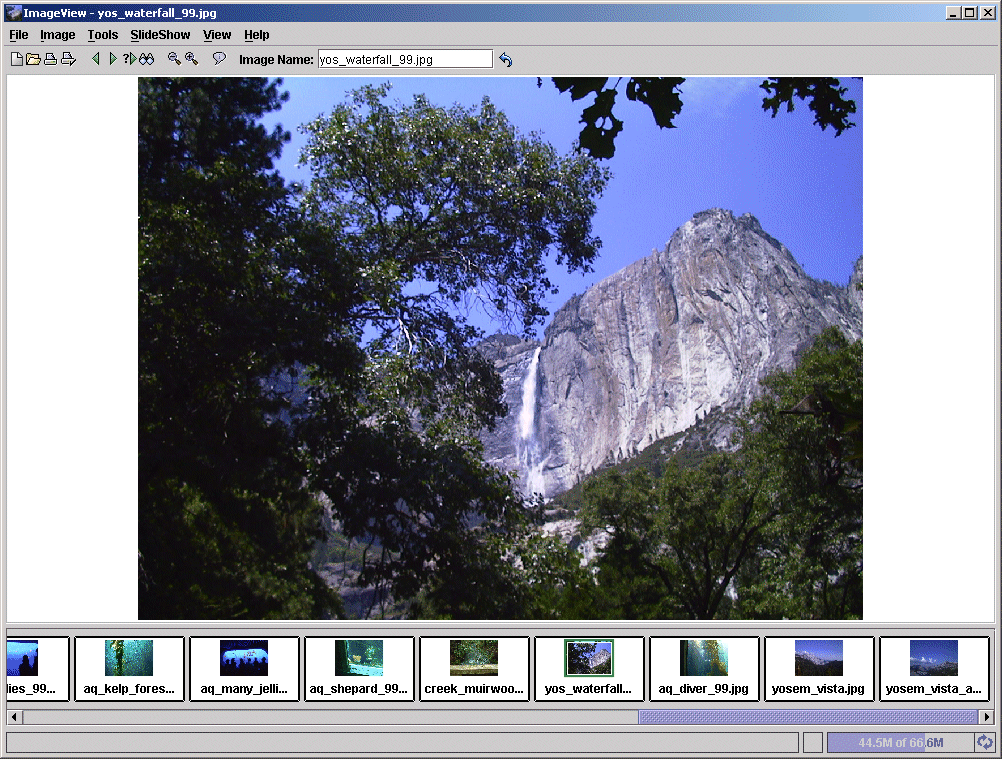 ImageView - yos_waterfall_99.jpg
File Image Tools SlideShow View Help
Image Name: yos_waterfall_99.jpg
lies_99... aq_kelp_fores... aq_many_jelli... aq_shepard_99... creek_muirwoo... yos_waterfall... aq_diver_99.jpg yosem_vista.jpg yosem_vista_a...
44.5M of 66.6M